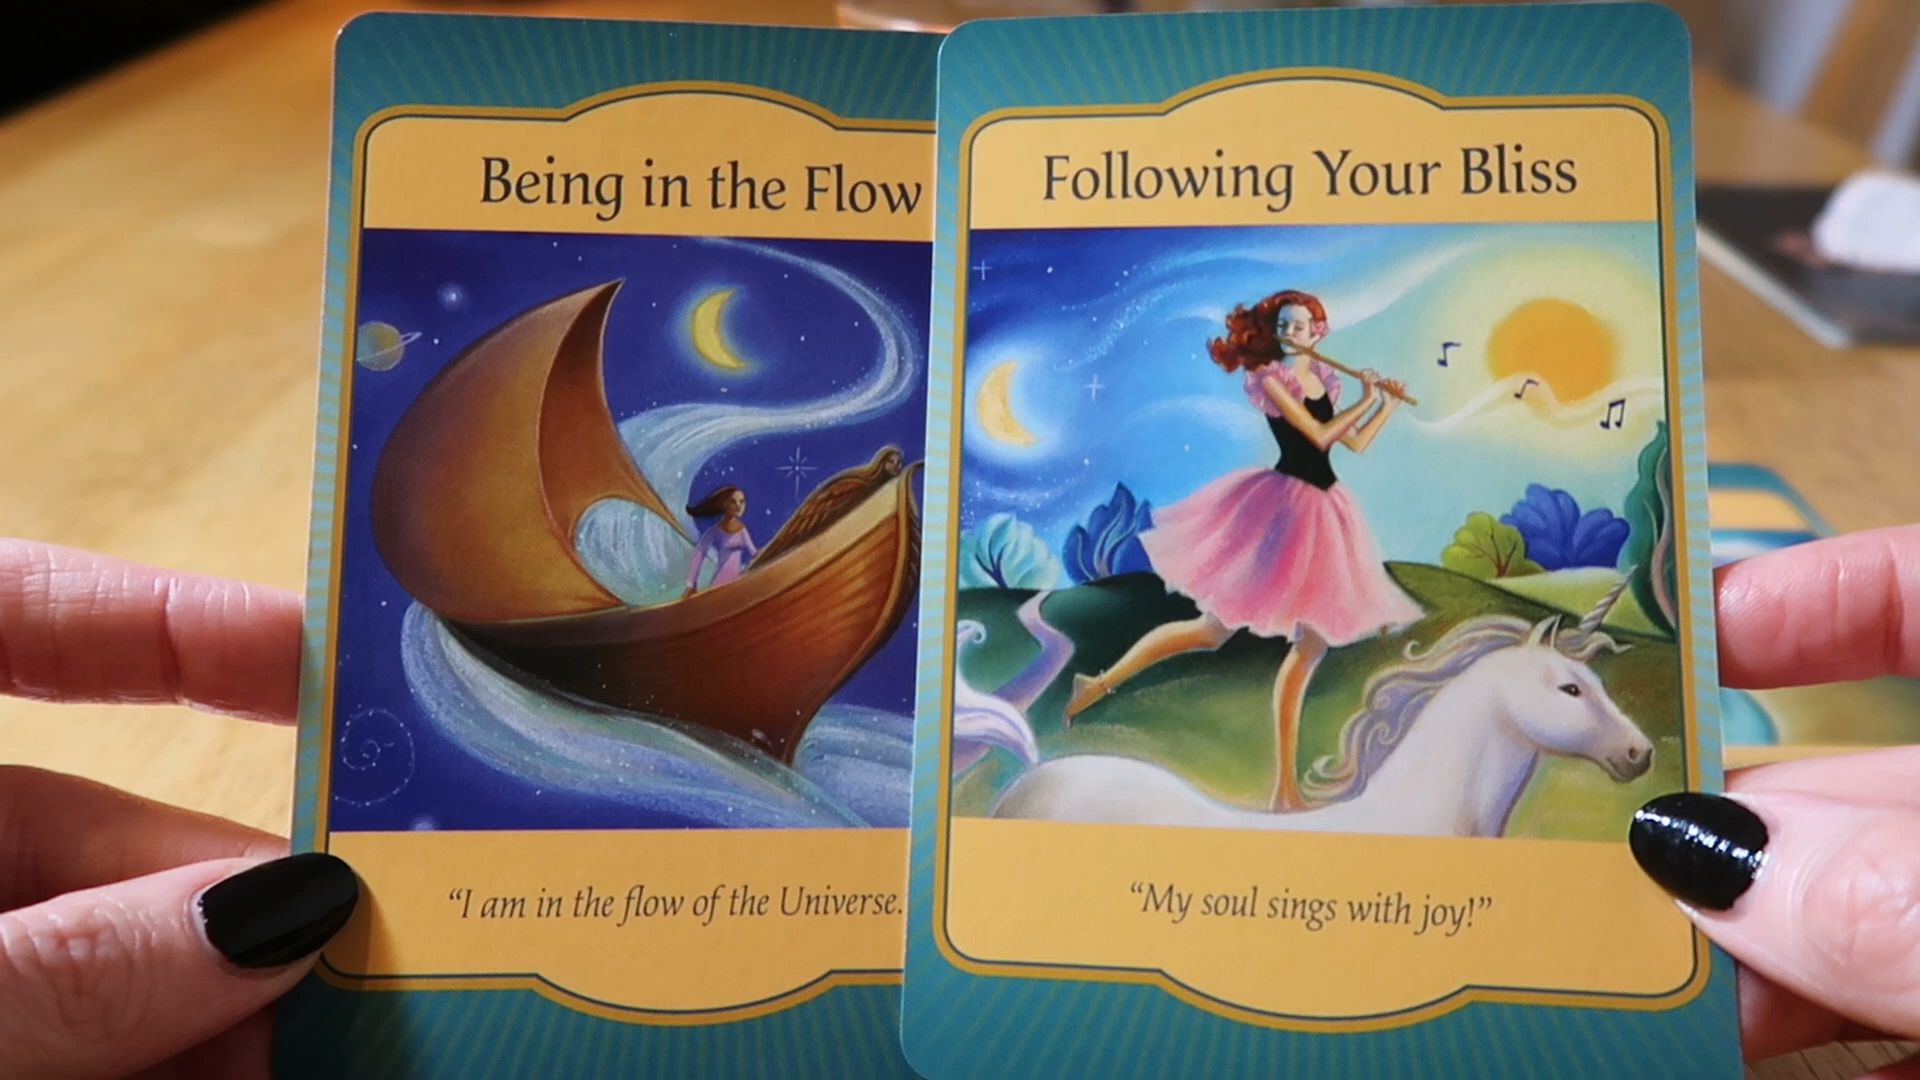 Being in the Flow
Following Your Bliss
“I am in the flow of the Universe.
“My soul sings with joy!”